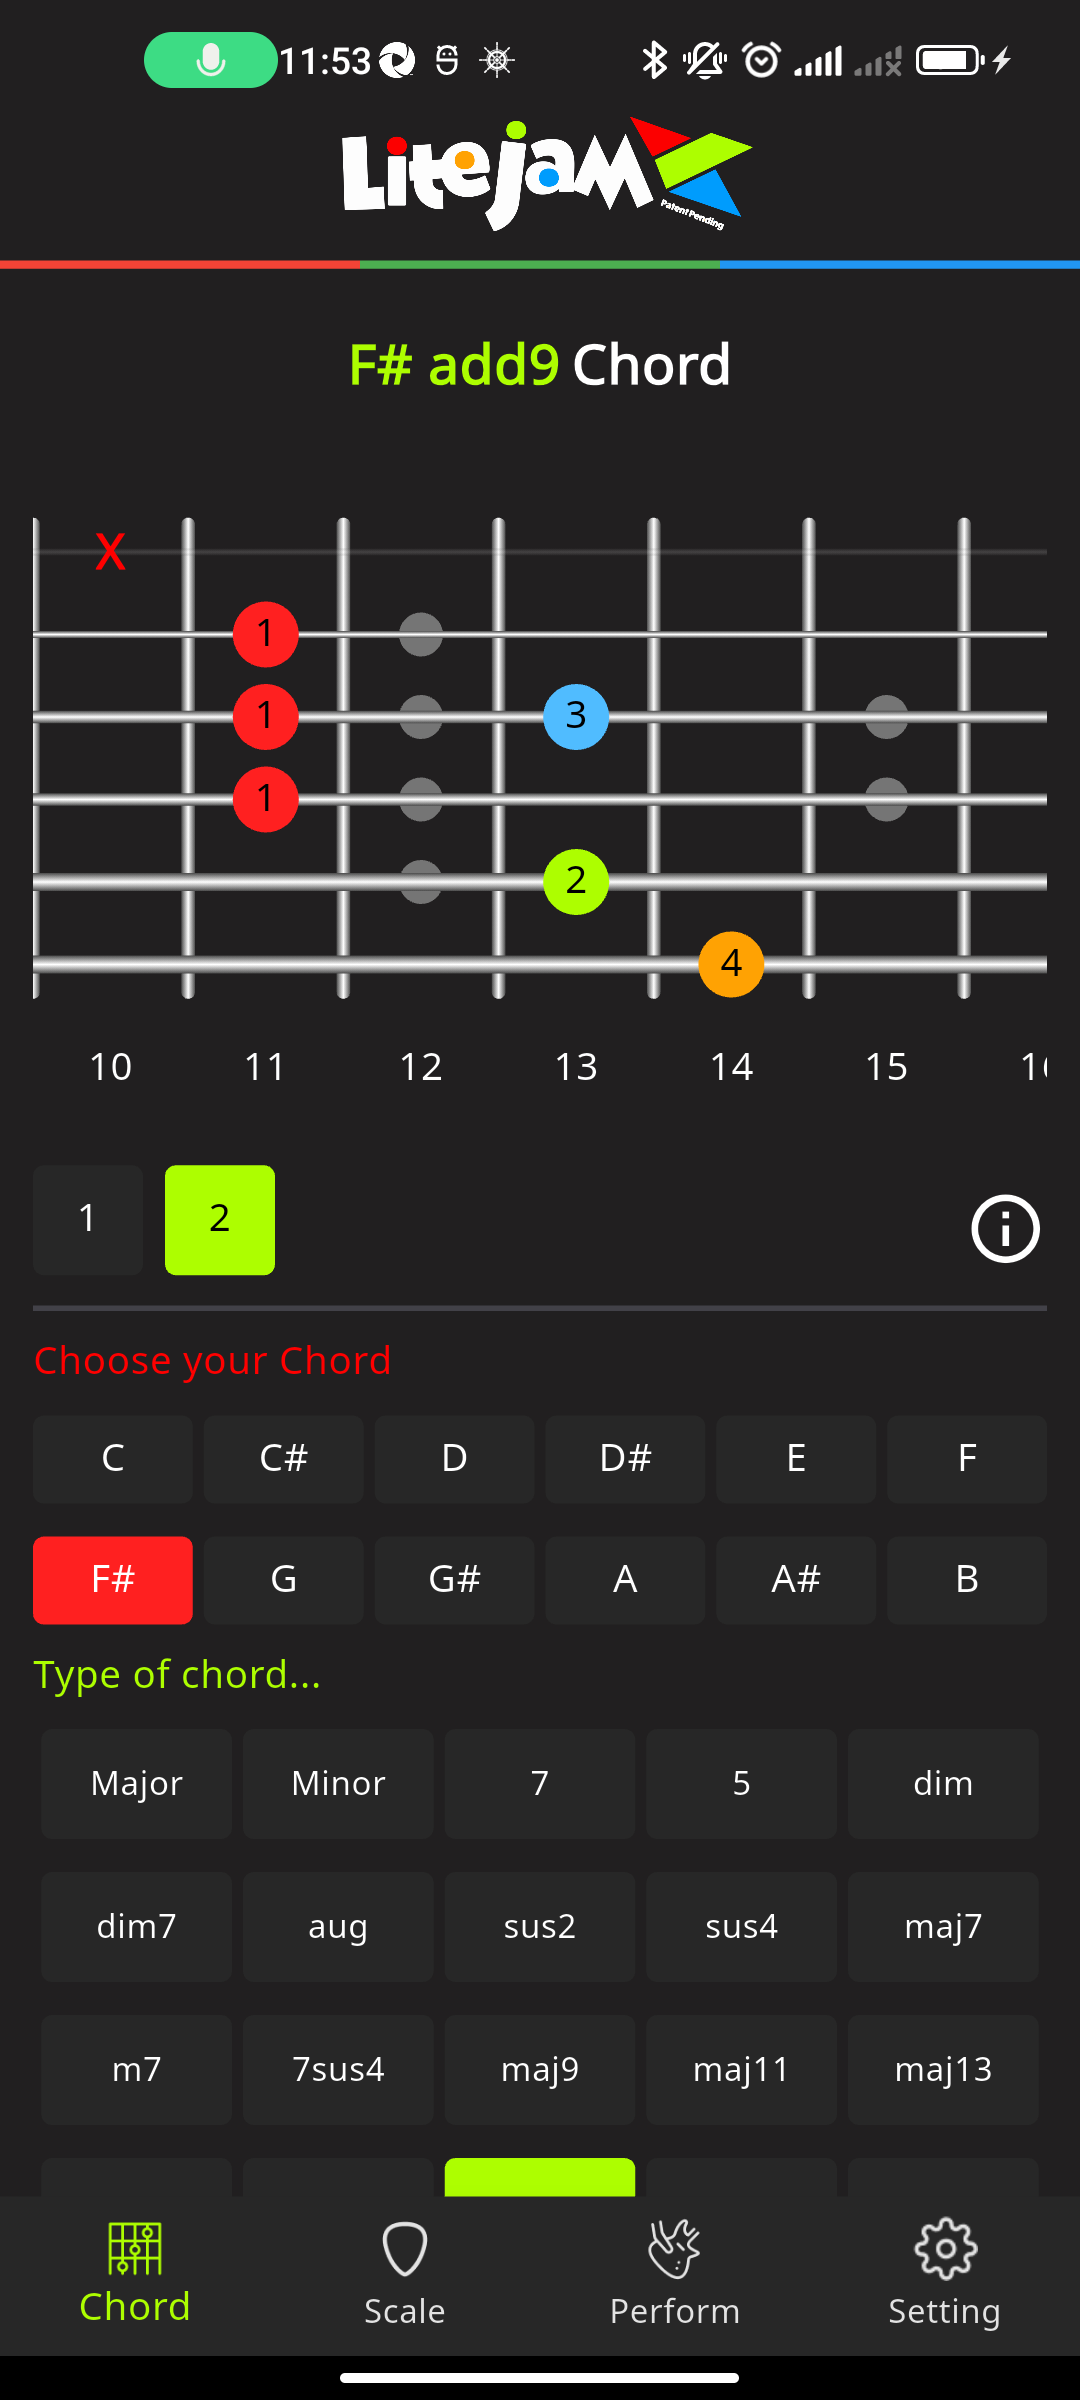 11:53
Litejam
Patent Pending
F# add9 Chord
X
1
1 3
1
2
4
10 11 12 13 14 15
1 2
Choose your Chord
C C# D D# E F
F# G G# A A# B
Type of chord...
Major Minor 7 5 dim
dim7 aug sus2 sus4 maj7
m7 7sus4 maj9 maj11 maj13
Chord Scale Perform Setting